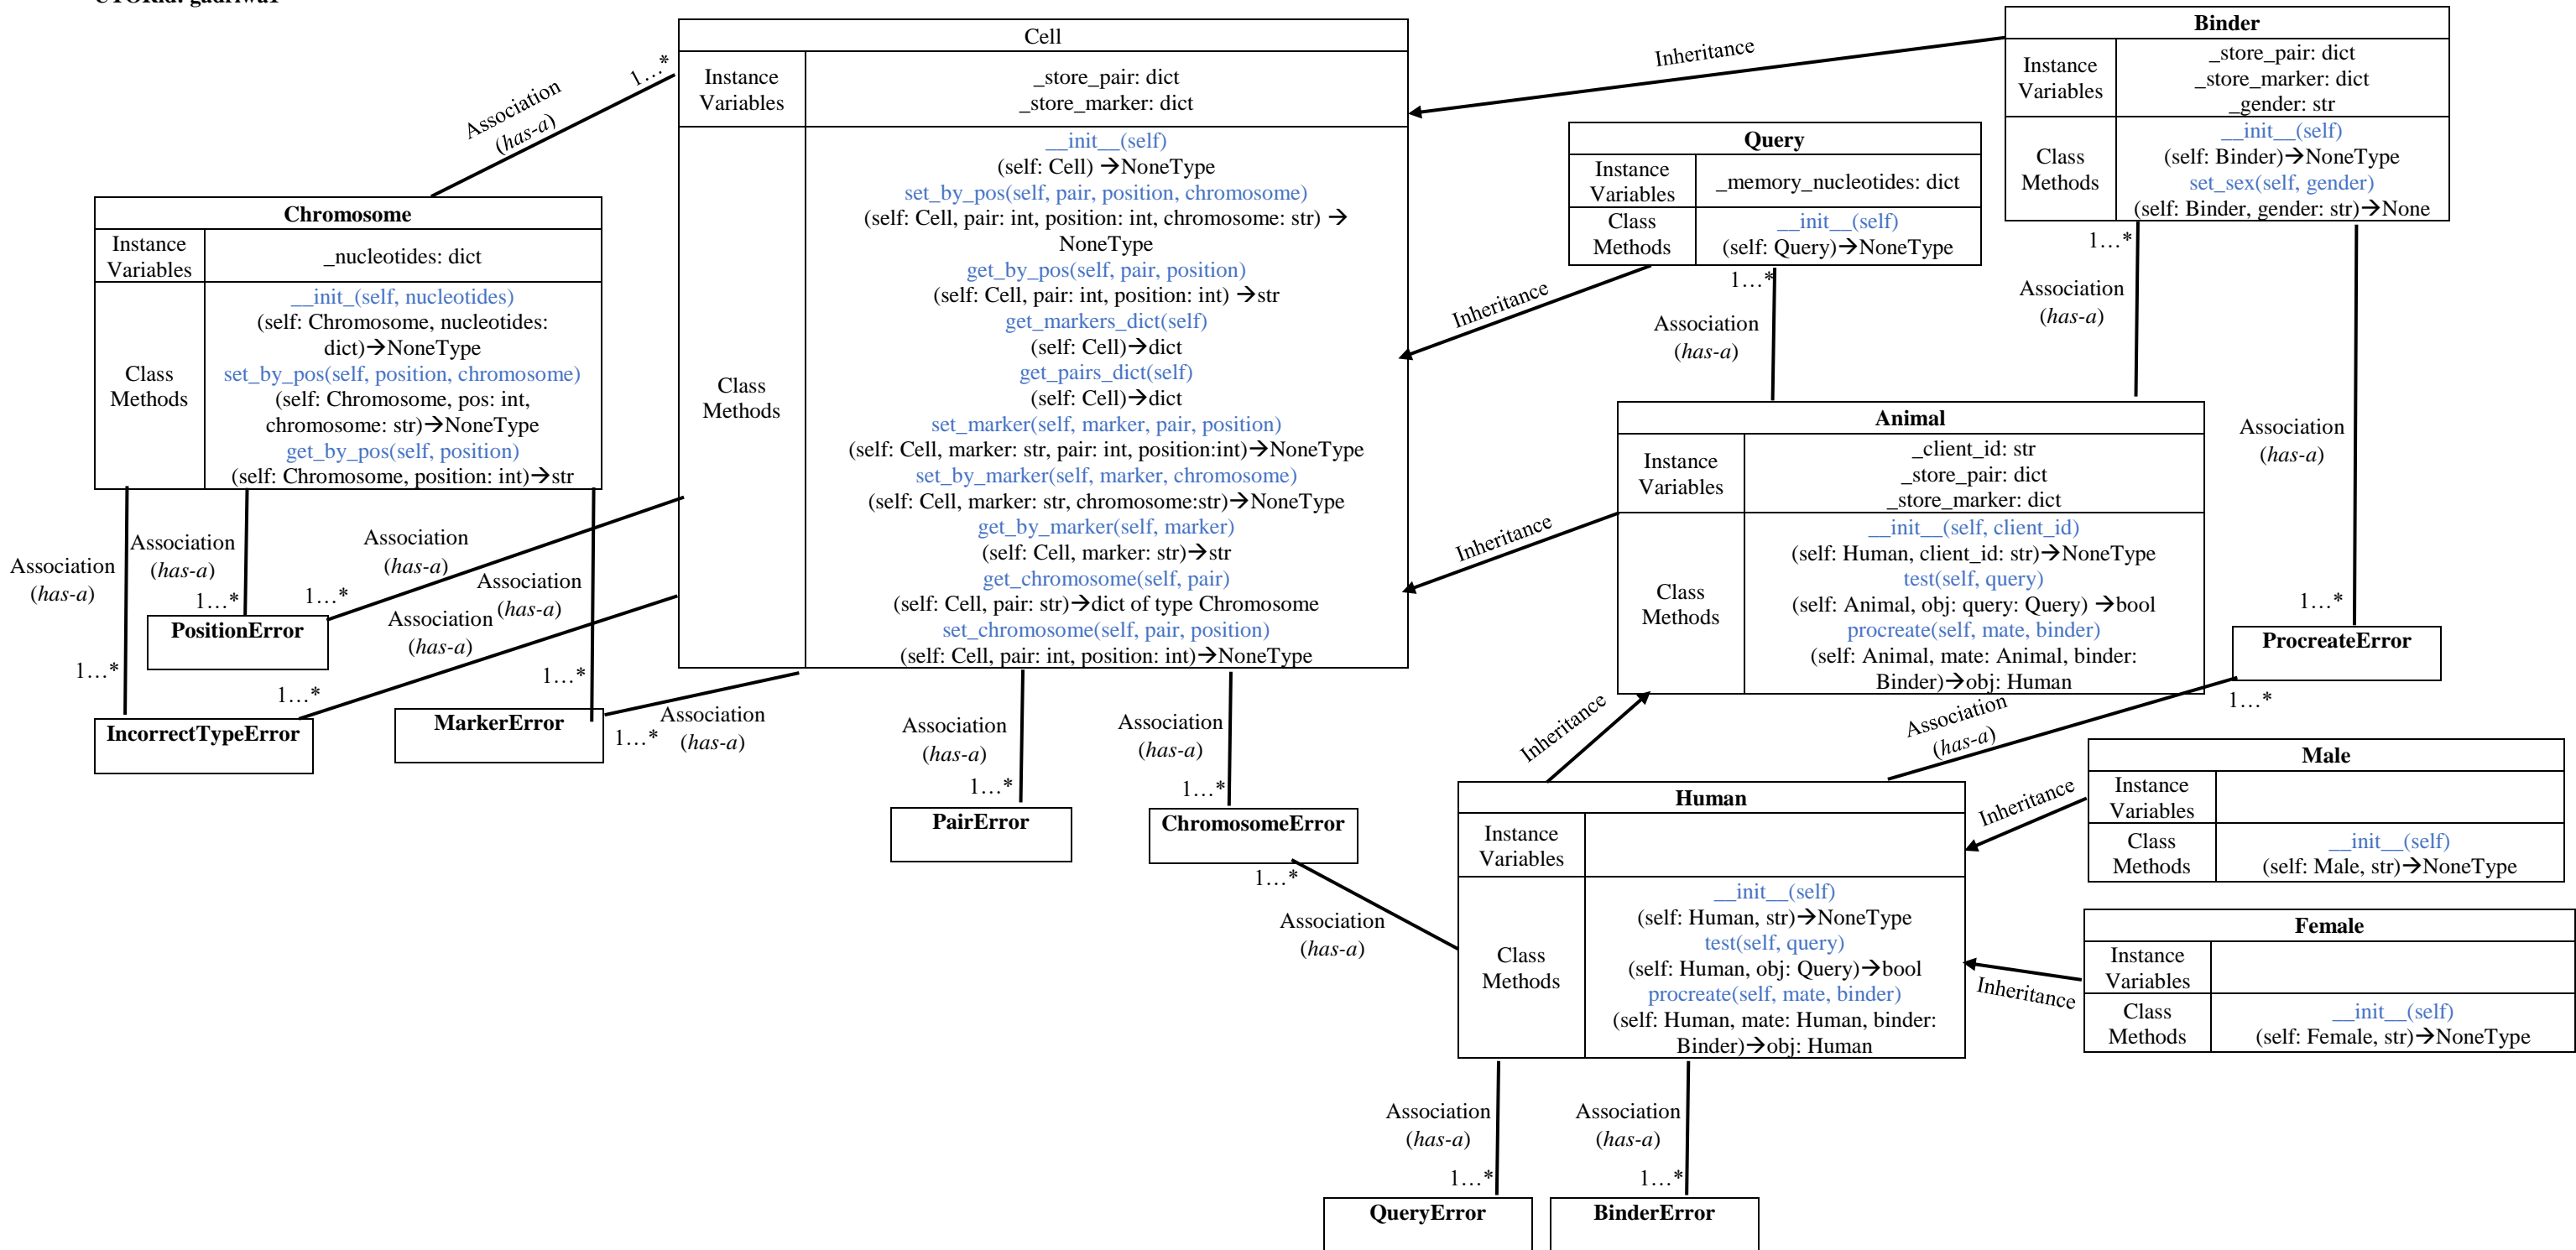 Cell
Instance
Variables
_store_pair: dict
_store_marker: dict
Class
Methods
__init__(self)
(self: Cell) →NoneType
set_by_pos(self, pair, position, chromosome)
(self: Cell, pair: int, position: int, chromosome: str) →
NoneType
get_by_pos(self, pair, position)
(self: Cell, pair: int, position: int) →str
get_markers_dict(self)
(self: Cell)→dict
get_pairs_dict(self)
(self: Cell)→dict
set_marker(self, marker, pair, position)
(self: Cell, marker: str, pair: int, position:int)→NoneType
set_by_marker(self, marker, chromosome)
(self: Cell, marker: str, chromosome:str)→NoneType
get_by_marker(self, marker)
(self: Cell, marker: str)→str
get_chromosome(self, pair)
(self: Cell, pair: str)→dict of type Chromosome
set_chromosome(self, pair, position)
(self: Cell, pair: int, position: int)→NoneType
Binder
Instance
Variables
_store_pair: dict
_store_marker: dict
_gender: str
Class
Methods
__init__(self)
(self: Binder)→NoneType
set_sex(self, gender)
(self: Binder, gender: str)→None
Inheritance
Query
Instance
Variables
_memory_nucleotides: dict
Class
Methods
__init__(self)
(self: Query)→NoneType
Inheritance
1…*
Association
(has-a)
1…*
Association
(has-a)
1…*
Association
(has-a)
Chromosome
Instance
Variables
_nucleotides: dict
Class
Methods
__init_(self, nucleotides)
(self: Chromosome, nucleotides:
dict)→NoneType
set_by_pos(self, position, chromosome)
(self: Chromosome, pos: int,
chromosome: str)→NoneType
get_by_pos(self, position)
(self: Chromosome, position: int)→str
Animal
Instance
Variables
_client_id: str
_store_pair: dict
_store_marker: dict
Class
Methods
__init__(self, client_id)
(self: Human, client_id: str)→NoneType
test(self, query)
(self: Animal, obj: query: Query) →bool
procreate(self, mate, binder)
(self: Animal, mate: Animal, binder:
Binder)→obj: Human
Inheritance
Association
(has-a)
1…*
ProcreateError
Association
(has-a)
1…*
Association
(has-a)
1…*
Association
(has-a)
1…*
PositionError
Association
(has-a)
1…*
Association
(has-a)
1…*
IncorrectTypeError
MarkerError
1…*
Association
(has-a)
Association
(has-a)
1…*
PairError
Association
(has-a)
1…*
ChromosomeError
1…*
Association
(has-a)
Inheritance
Association
(has-a)
1…*
Human
Instance
Variables
Class
Methods
__init__(self)
(self: Human, str)→NoneType
test(self, query)
(self: Human, obj: Query)→bool
procreate(self, mate, binder)
(self: Human, mate: Human, binder:
Binder)→obj: Human
Inheritance
Male
Instance
Variables
Class
Methods
__init__(self)
(self: Male, str)→NoneType
Inheritance
Female
Instance
Variables
Class
Methods
__init__(self)
(self: Female, str)→NoneType
Association
(has-a)
1…*
QueryError
Association
(has-a)
1…*
BinderError